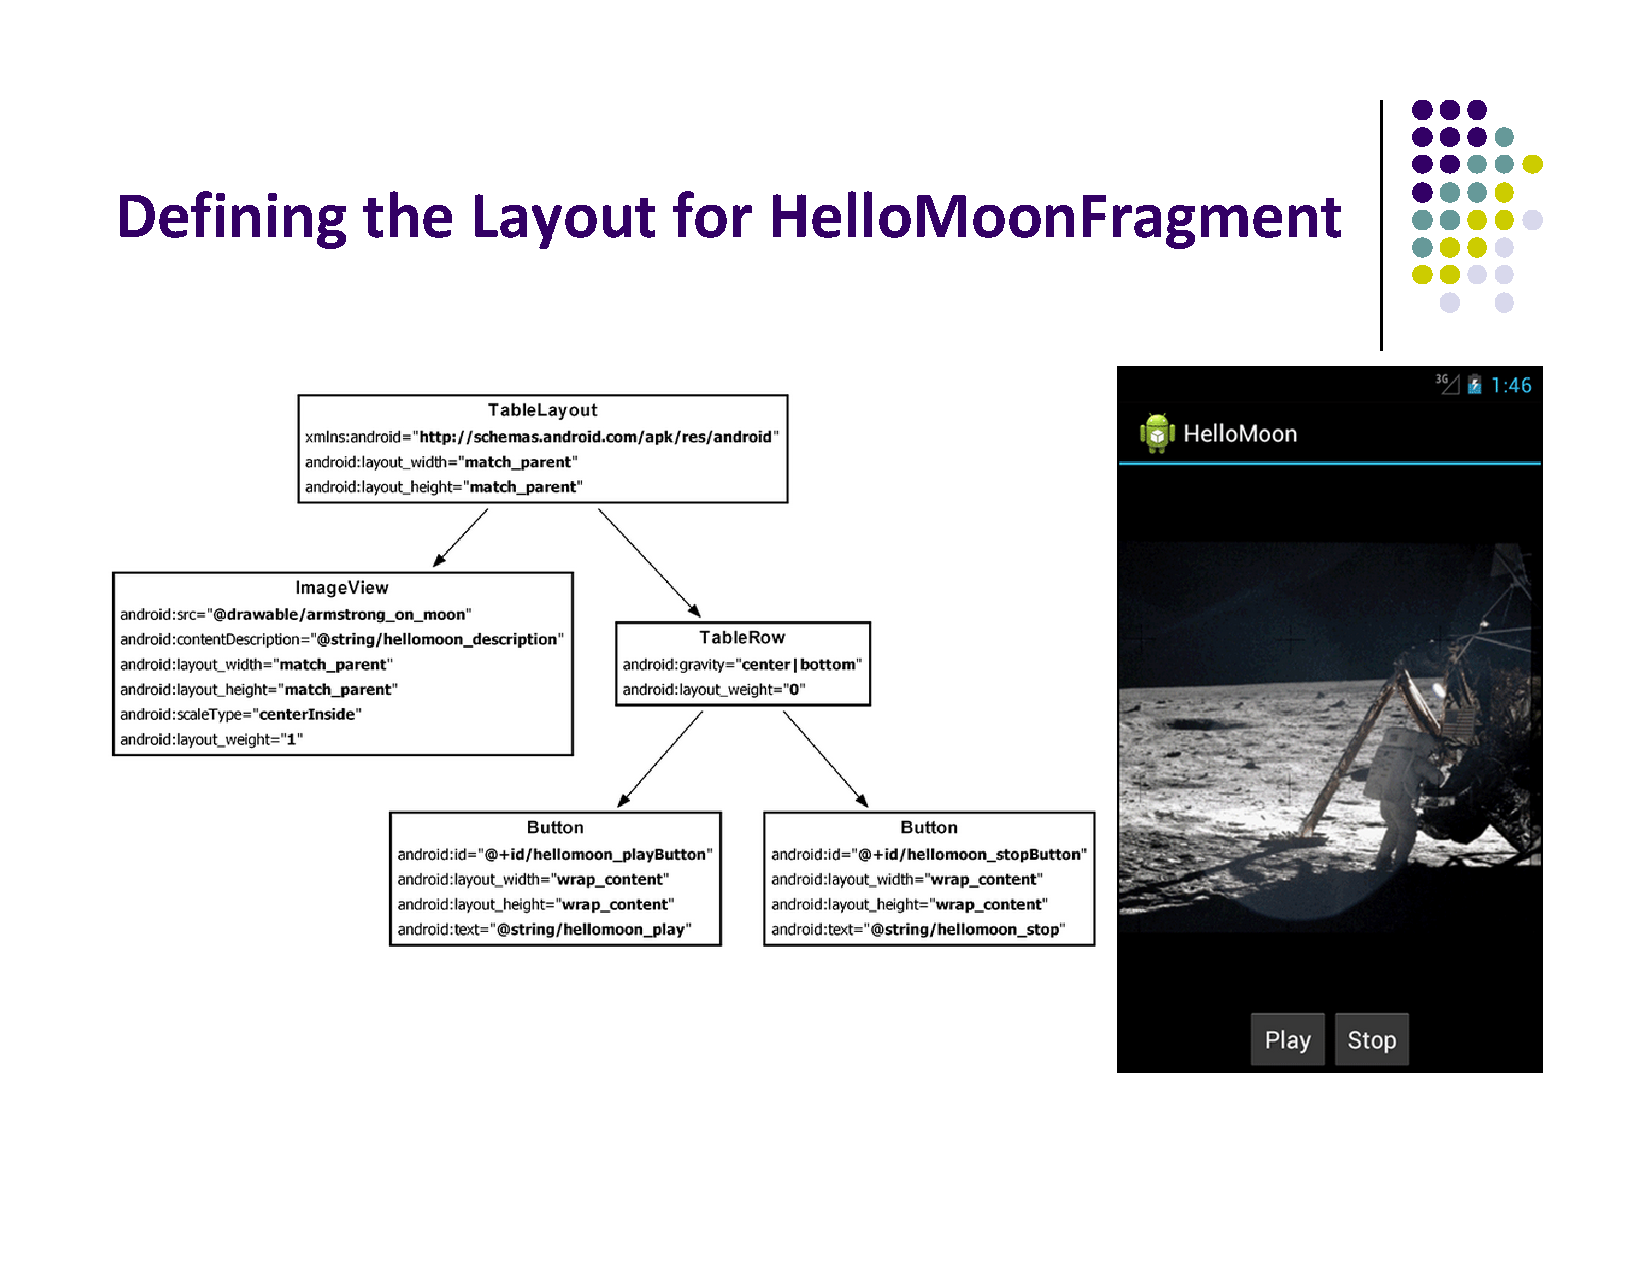 Defining the Layout for HelloMoonFragment
TableLayout
xmlns:android="http://schemas.android.com/apk/res/android"
android:layout_width="match_parent"
android:layout_height="match_parent"
ImageView
android:src="@drawable/armstrong_on_moon"
android:contentDescription="@string/hellomoon_description"
android:layout_width="match_parent"
android:layout_height="match_parent"
android:scaleType="centerInside"
android:layout_weight="1"
TableRow
android:gravity="center|bottom"
android:layout_weight="0"
Button
android:id="@+id/hellomoon_playButton"
android:layout_width="wrap_content"
android:layout_height="wrap_content"
android:text="@string/hellomoon_play"
Button
android:id="@+id/hellomoon_stopButton"
android:layout_width="wrap_content"
android:layout_height="wrap_content"
android:text="@string/hellomoon_stop"
3G 1:46
HelloMoon
Play Stop